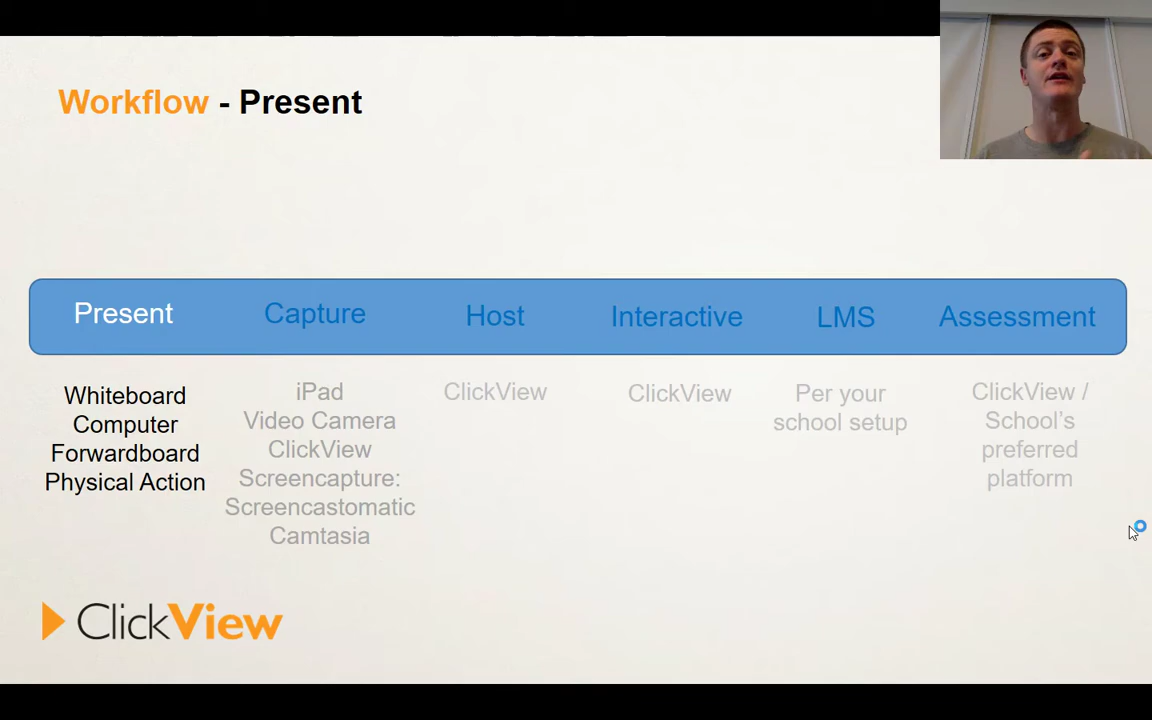 Workflow - Present
Present
Capture
Host
Interactive
LMS
Assessment
Whiteboard
Computer
Forwardboard
Physical Action
iPad
Video Camera
ClickView
Screencapture:
Screencastomatic
Camtasia
ClickView
ClickView
Per your
school setup
ClickView /
School's
preferred
platform
ClickView